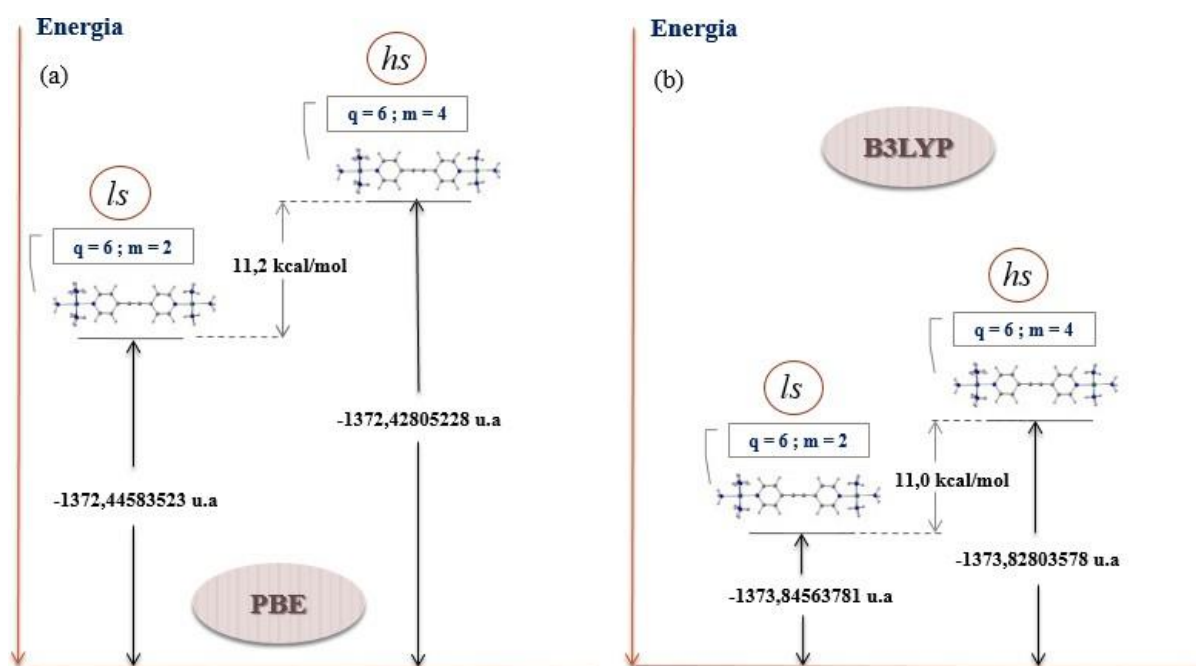 Energia
(a)
hs
q = 6 ; m = 4
ls
q = 6 ; m = 2
11,2 kcal/mol
-1372,42805228 u.a
-1372,44583523 u.a
PBE
Energia
(b)
B3LYP
hs
q = 6 ; m = 4
ls
q = 6 ; m = 2
11,0 kcal/mol
-1373,82803578 u.a
-1373,84563781 u.a